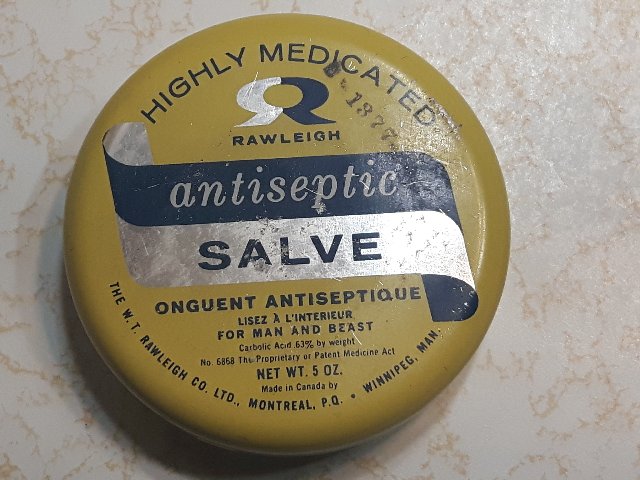 HIGHLY MEDICATED
1377
RAWLEIGH
antiseptic
SALVE
ONGUENT ANTISEPTIQUE
LISEZ À L'INTERIEUR
FOR MAN AND BEAST
Carbolic Acid .63% by weight
No. 6868 The Proprietary or Patent Medicine Act
NET WT. 5 OZ.
Made in Canada by
THE W. T. RAWLEIGH CO. LTD., MONTREAL, P.Q. • WINNIPEG, MAN.